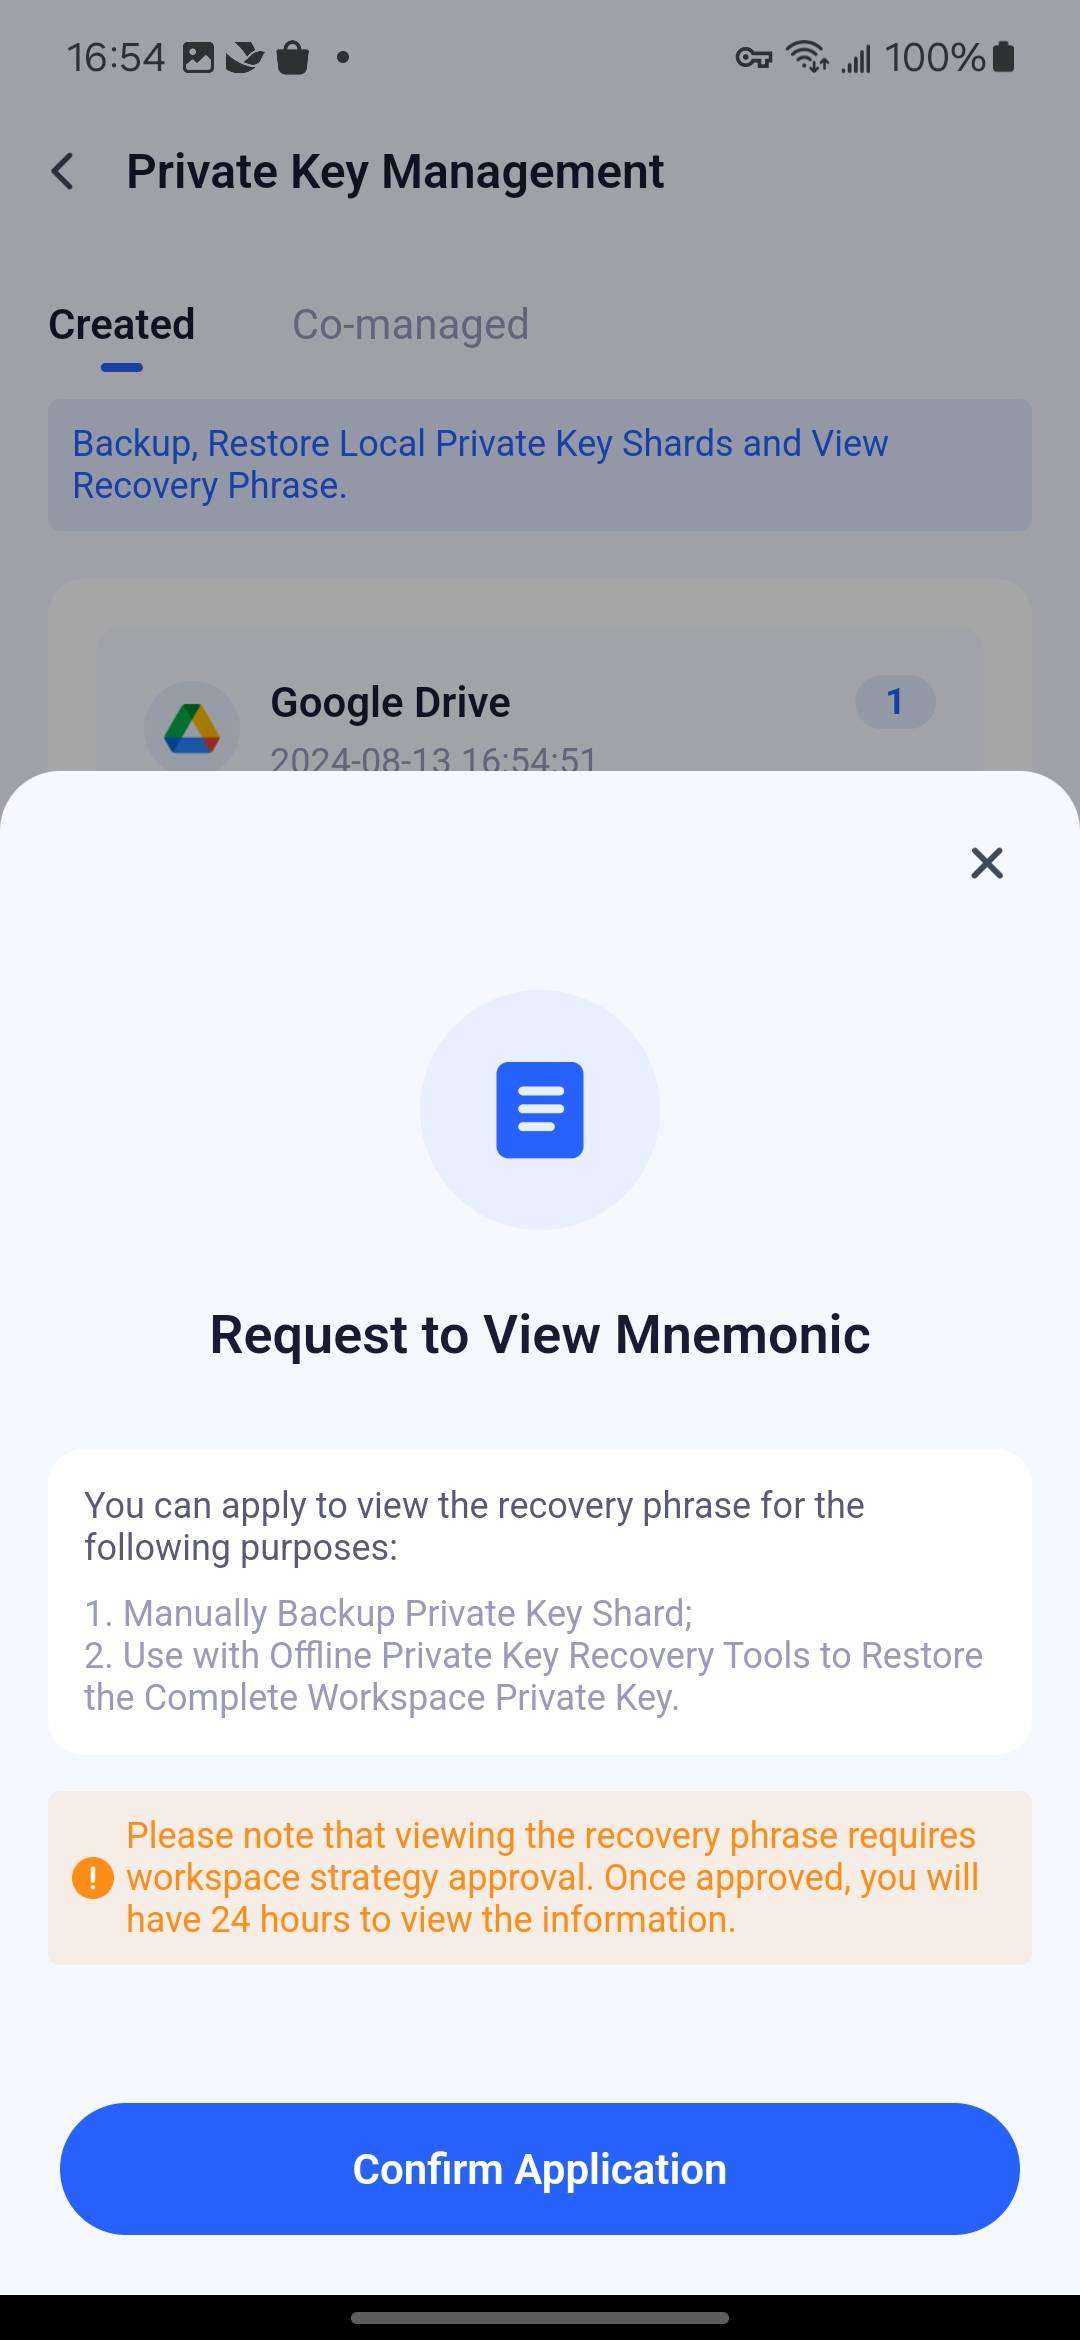 16:54
100%
Private Key Management
Created
Co-managed
Backup, Restore Local Private Key Shards and View
Recovery Phrase.
Google Drive
1
2024-08-13 16:54:51
Request to View Mnemonic
You can apply to view the recovery phrase for the
following purposes:
1. Manually Backup Private Key Shard;
2. Use with Offline Private Key Recovery Tools to Restore
the Complete Workspace Private Key.
Please note that viewing the recovery phrase requires
workspace strategy approval. Once approved, you will
have 24 hours to view the information.
Confirm Application